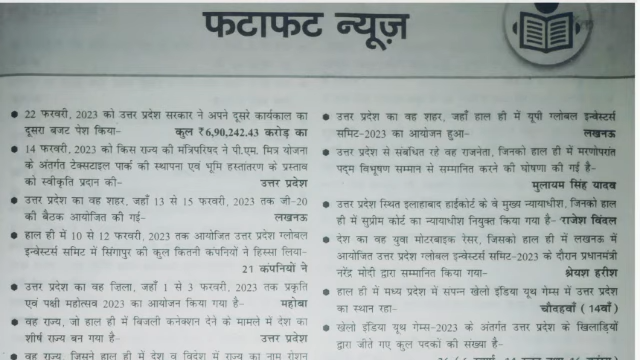 फटाफट न्यूज़
● 22 फरवरी, 2023 को उत्तर प्रदेश सरकार ने अपने दूसरे कार्यकाल का
दूसरा बजट पेश किया– कुल ₹6,90,242.43 करोड़ का
● 14 फरवरी, 2023 को किस राज्य की मंत्रिपरिषद ने पी.एम. मित्र योजना
के अंतर्गत टेक्सटाइल पार्क की स्थापना एवं भूमि हस्तांतरण के प्रस्ताव
को स्वीकृति प्रदान की– उत्तर प्रदेश
● उत्तर प्रदेश का वह शहर, जहाँ 13 से 15 फरवरी, 2023 तक जी-20
की बैठक आयोजित की गई– लखनऊ
● हाल ही में 10 से 12 फरवरी, 2023 तक आयोजित उत्तर प्रदेश ग्लोबल
इन्वेस्टर्स समिट में सिंगापुर की कुल कितनी कंपनियों ने हिस्सा लिया–
21 कंपनियों ने
● उत्तर प्रदेश का वह जिला, जहाँ 1 से 3 फरवरी, 2023 तक प्रकृति
एवं पक्षी महोत्सव 2023 का आयोजन किया गया है– महोबा
● वह राज्य, जो हाल ही में बिजली कनेक्शन देने के मामले में देश का
शीर्ष राज्य बन गया है– उत्तर प्रदेश
● वह राज्य, जिसने हाल ही में देश व विदेश में राज्य का नाम रोशन
● उत्तर प्रदेश का वह शहर, जहाँ हाल ही में यूपी ग्लोबल इन्वेस्टर्स
समिट-2023 का आयोजन हुआ– लखनऊ
● उत्तर प्रदेश से संबंधित रहे वह राजनेता, जिनको हाल ही में मरणोपरांत
पद्म विभूषण सम्मान से सम्मानित करने की घोषणा की गई है–
मुलायम सिंह यादव
● उत्तर प्रदेश स्थित इलाहाबाद हाईकोर्ट के वे मुख्य न्यायाधीश, जिनको हाल
ही में सुप्रीम कोर्ट का न्यायाधीश नियुक्त किया गया है– राजेश बिंदल
● देश का वह युवा मोटरबाइक रेसर, जिसको हाल ही में लखनऊ में
आयोजित उत्तर प्रदेश ग्लोबल इन्वेस्टर्स समिट-2023 के दौरान प्रधानमंत्री
नरेंद्र मोदी द्वारा सम्मानित किया गया– श्रेयश हरीश
● हाल ही में मध्य प्रदेश में संपन्न खेलो इंडिया यूथ गेम्स में उत्तर प्रदेश
का स्थान रहा– चौदहवाँ (14वाँ)
● खेलो इंडिया यूथ गेम्स-2023 के अंतर्गत उत्तर प्रदेश के खिलाड़ियों
द्वारा जीते गए कुल पदकों की संख्या है–